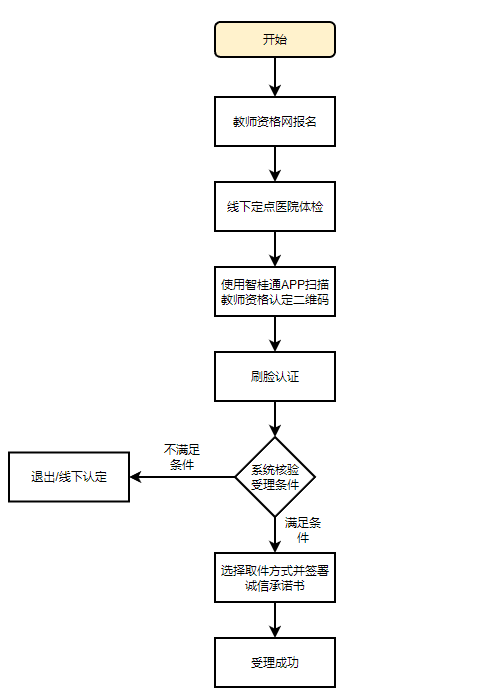 开始
教师资格网报名
线下定点医院体检
使用智桂通APP扫描
教师资格认定二维码
刷脸认证
不满足
条件
退出/线下认定
系统核验
受理条件
满足条
件
选择取件方式并签署
诚信承诺书
受理成功